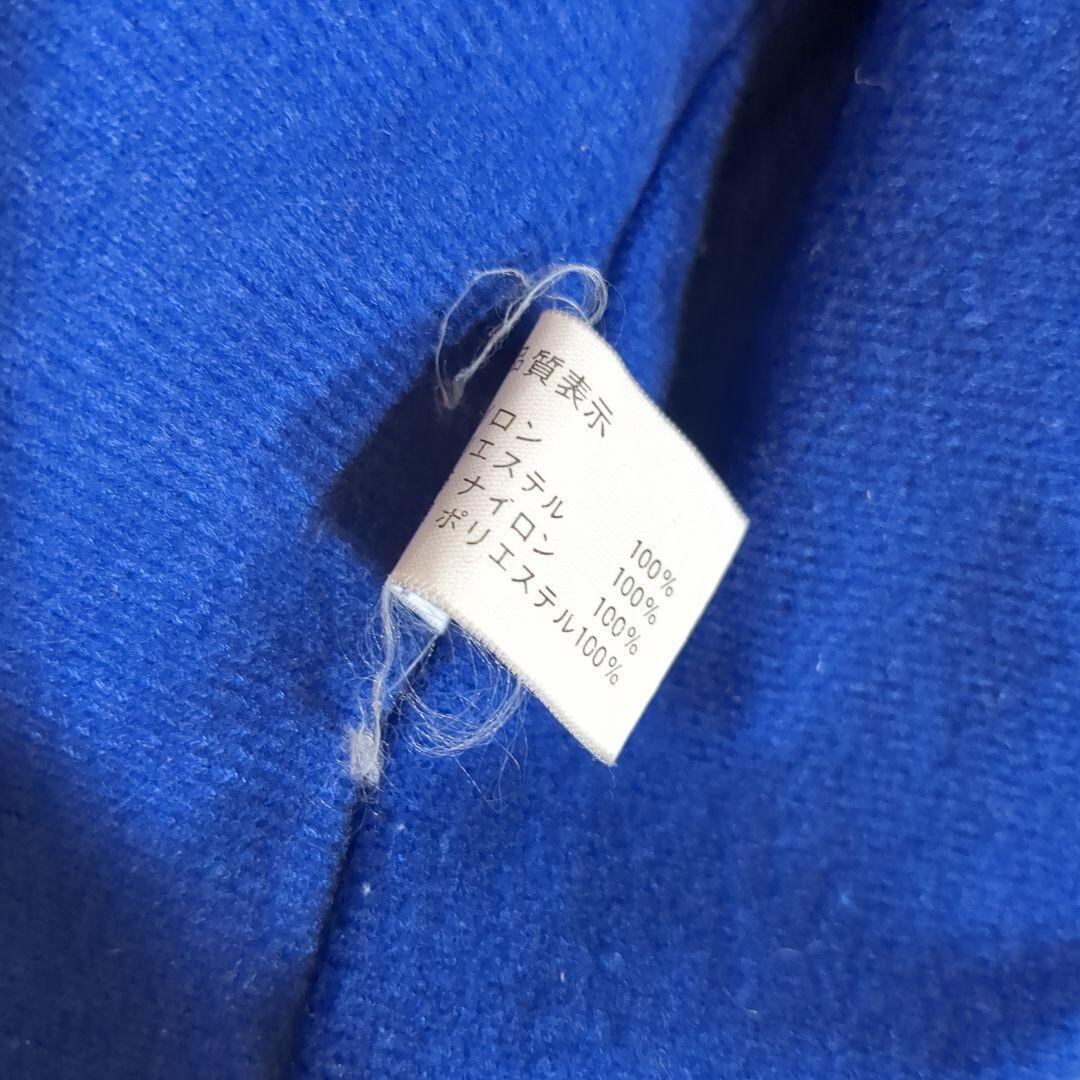 品質表示
ロン 100%
エステル 100%
ナイロン 100%
ポリエステル100%